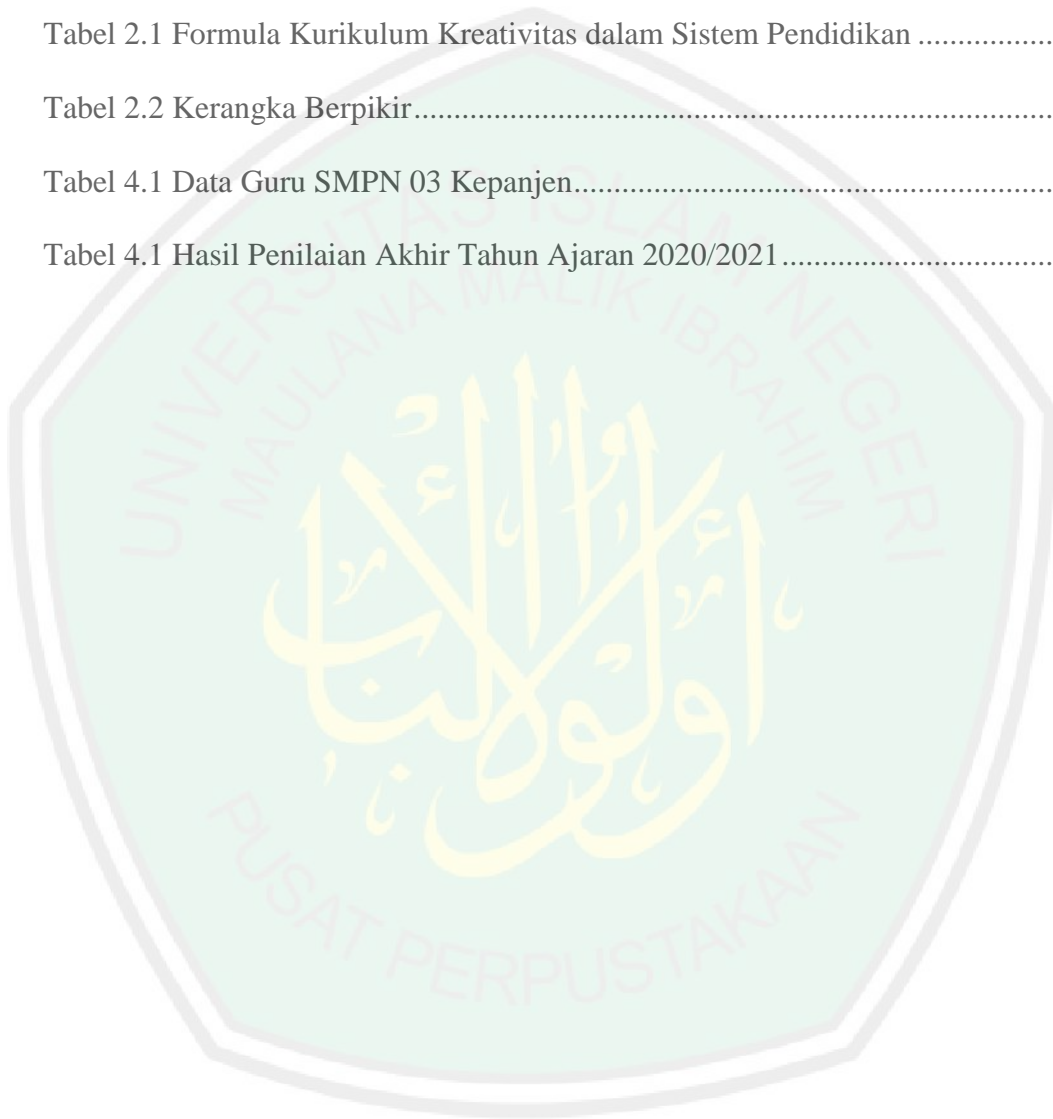 Tabel 2.1 Formula Kurikulum Kreativitas dalam Sistem Pendidikan .................
Tabel 2.2 Kerangka Berpikir................................................................................
Tabel 4.1 Data Guru SMPN 03 Kepanjen............................................................
Tabel 4.1 Hasil Penilaian Akhir Tahun Ajaran 2020/2021..................................
UNIVERSITAS ISLAM NEGERI
MAULANA MALIK IBRAHIM
أولوا الألباب
PUSAT PERPUSTAKAAN